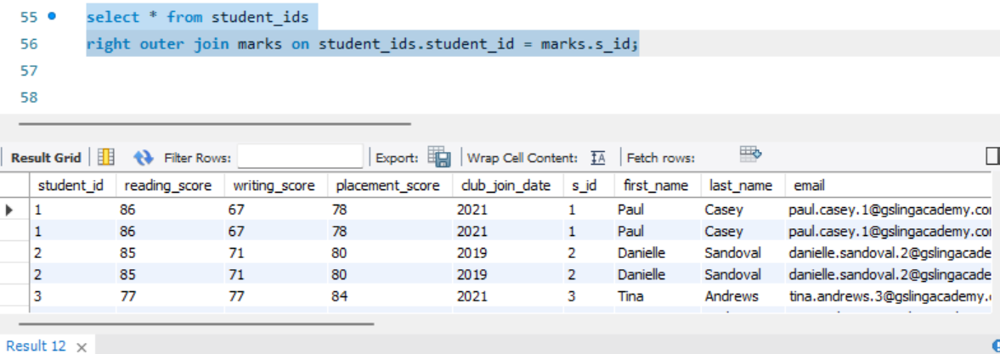 55 select * from student_ids
56 right outer join marks on student_ids.student_id = marks.s_id;
57
58
Result Grid Filter Rows: Export: Wrap Cell Content: IA Fetch rows:
student_id reading_score writing_score placement_score club_join_date s_id first_name last_name email
1 86 67 78 2021 1 Paul Casey paul.casey.1@gslingacademy.co
1 86 67 78 2021 1 Paul Casey paul.casey.1@gslingacademy.co
2 85 71 80 2019 2 Danielle Sandoval danielle.sandoval.2@gslingacade
2 85 71 80 2019 2 Danielle Sandoval danielle.sandoval.2@gslingacade
3 77 77 84 2021 3 Tina Andrews tina.andrews.3@gslingacademy.
Result 12 ×